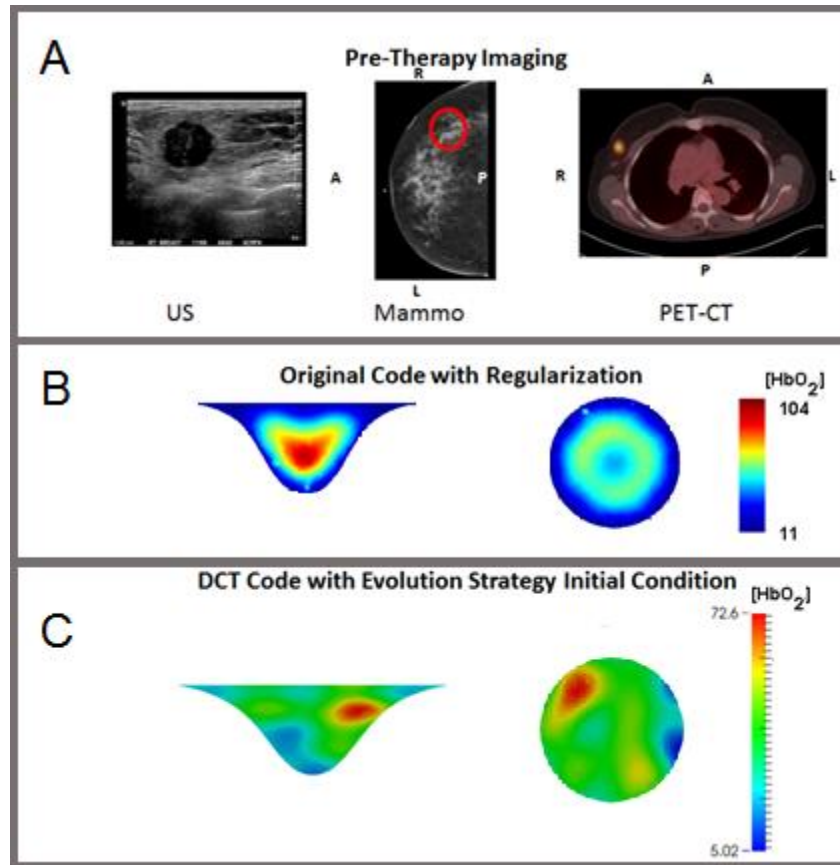 A
Pre-Therapy Imaging
R
A
A
P
R
L
L
P
US
Mammo
PET-CT
B
Original Code with Regularization
[HbO2]
104
11
C
DCT Code with Evolution Strategy Initial Condition
[HbO2]
72.6
5.02